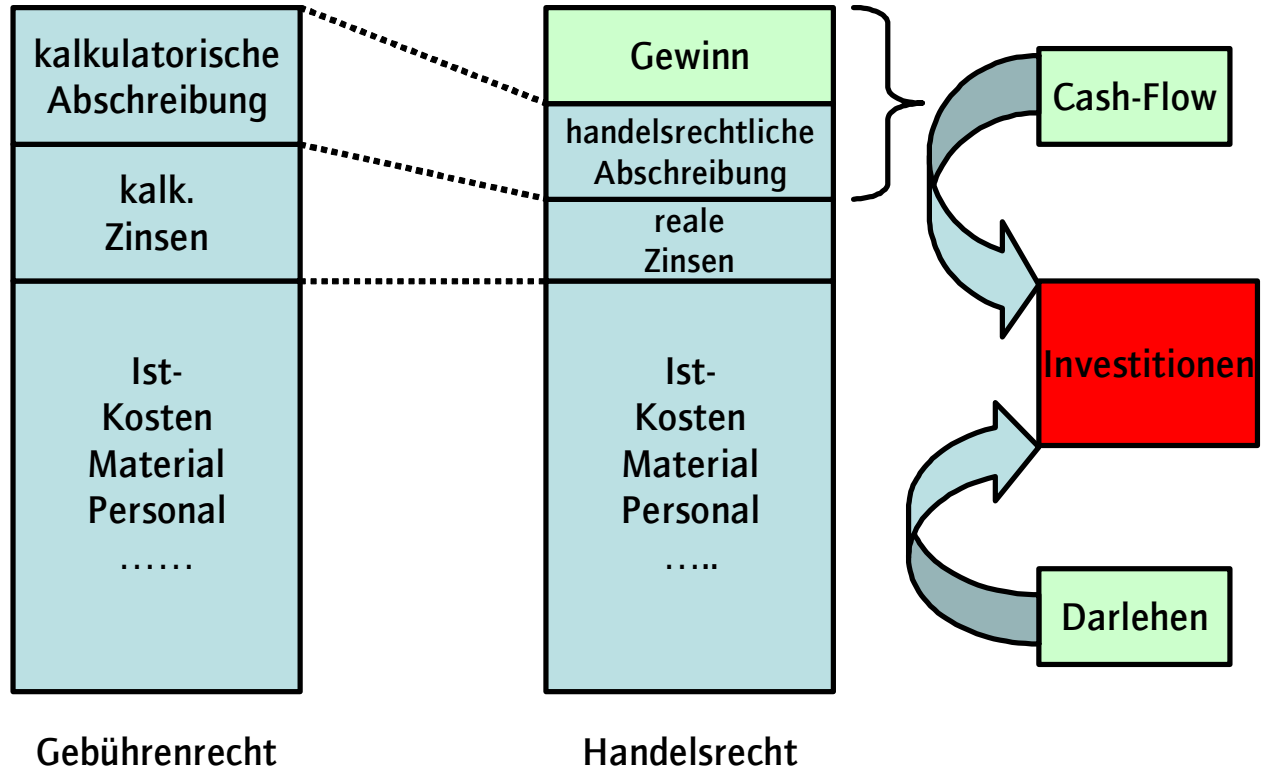 kalkulatorische
Abschreibung
kalk.
Zinsen
Ist-
Kosten
Material
Personal
……
Gebührenrecht
Gewinn
handelsrechtliche
Abschreibung
reale
Zinsen
Ist-
Kosten
Material
Personal
…..
Handelsrecht
Cash-Flow
Investitionen
Darlehen